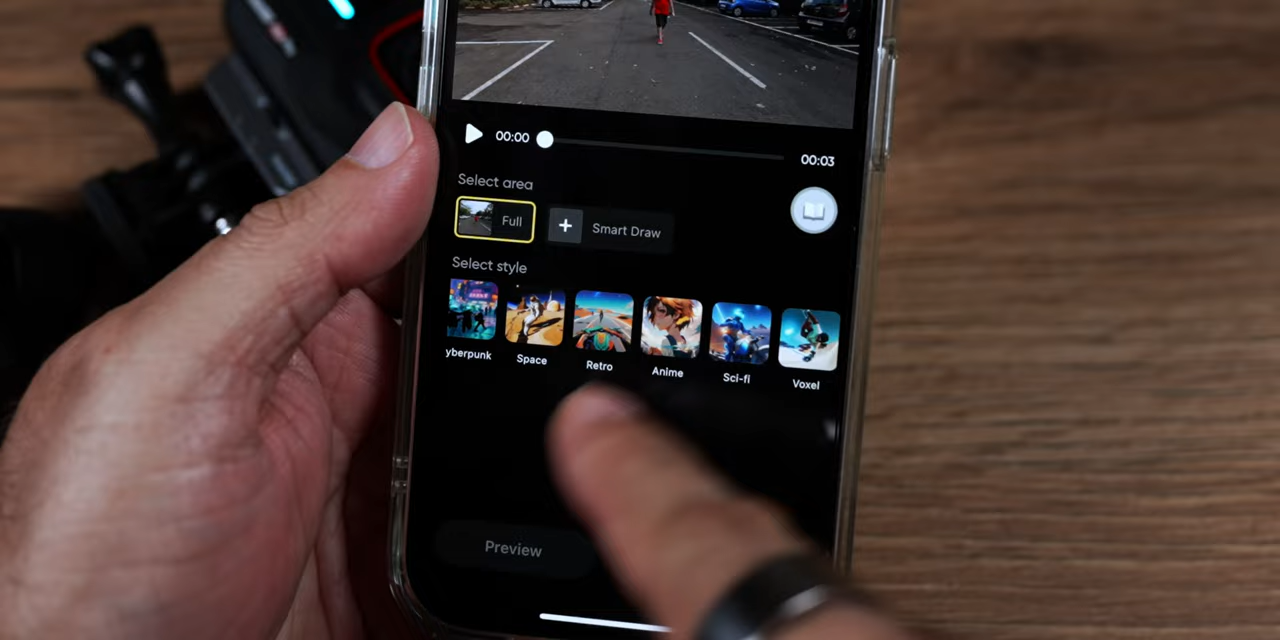 00:00
00:03
Select area
Full
+ Smart Draw
Select style
yberpunk
Space
Retro
Anime
Sci-fi
Voxel
Preview